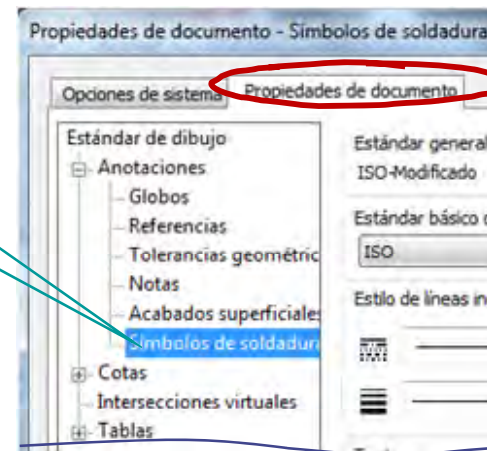 Propiedades de documento - Símbolos de soldadura
Opciones de sistema Propiedades de documento
Estándar de dibujo
Anotaciones
Globos
Referencias
Tolerancias geométric
Notas
Acabados superficiales
Símbolos de soldadur
Cotas
Intersecciones virtuales
Tablas
Estándar general
ISO-Modificado
Estándar básico
ISO
Estilo de líneas in